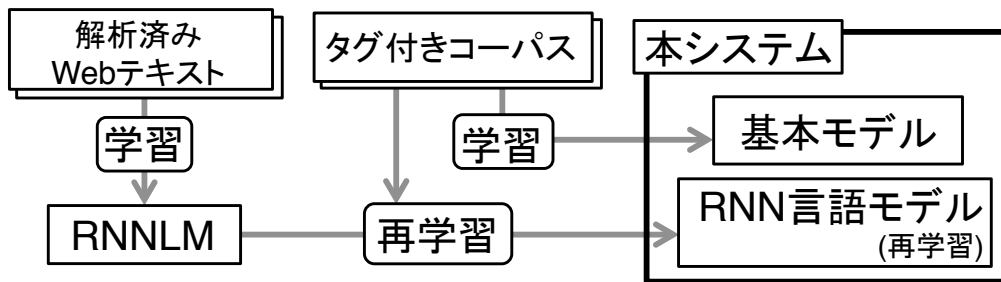 解析済み
Webテキスト
タグ付きコーパス
本システム
学習
学習
基本モデル
RNNLM
再学習
RNN言語モデル
(再学習)